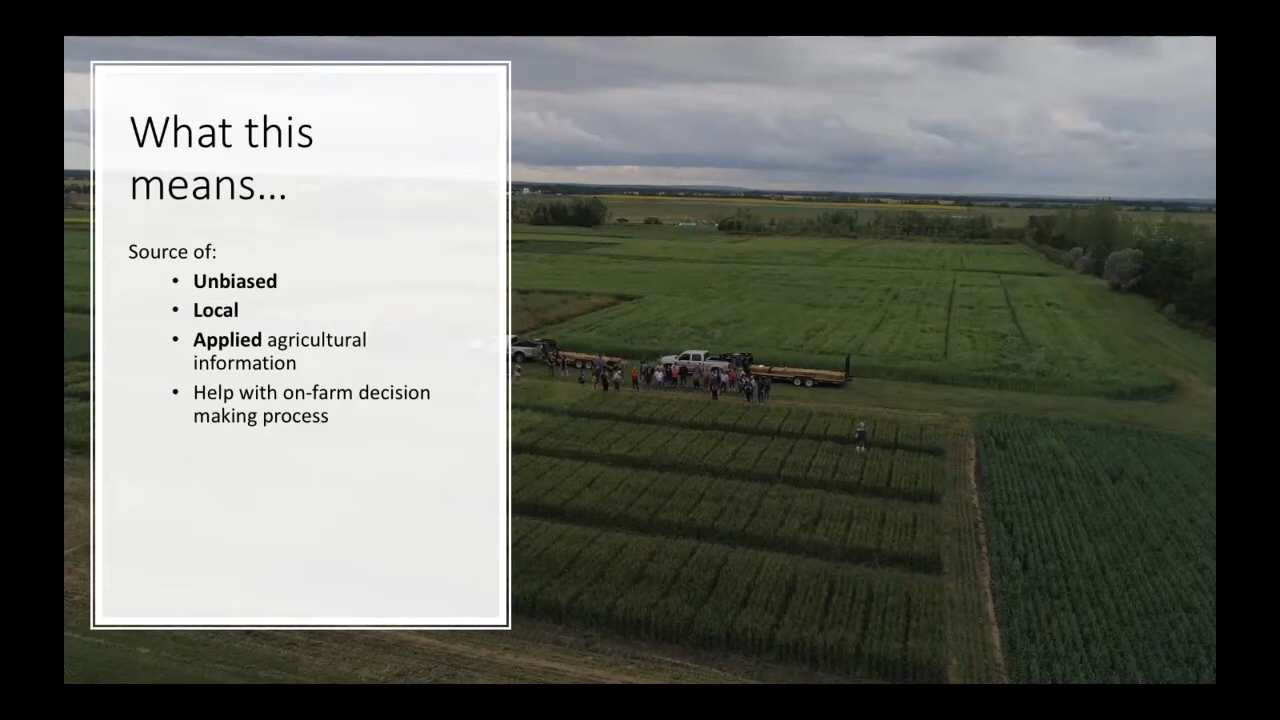 What this
means...
Source of:
• Unbiased
• Local
• Applied agricultural
information
• Help with on-farm decision
making process